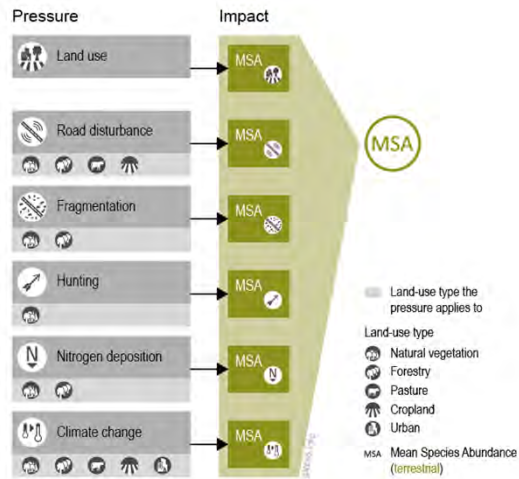 Pressure
Impact
Land use
MSA
Road disturbance
MSA
MSA
Fragmentation
MSA
Hunting
MSA
Nitrogen deposition
N
MSA
N
Climate change
MSA
Land-use type the
pressure applies to
Land-use type
Natural vegetation
Forestry
Pasture
Cropland
Urban
MSA Mean Species Abundance
(terrestrial)